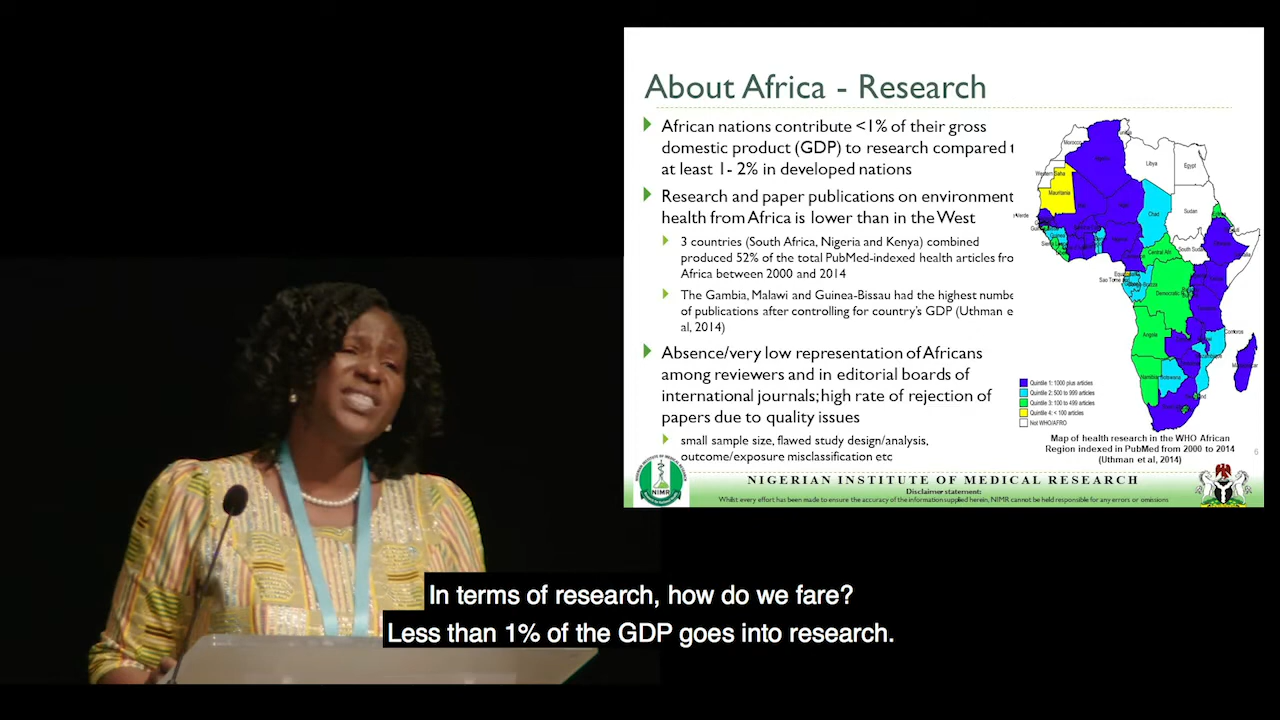 About Africa - Research
African nations contribute <1% of their gross
domestic product (GDP) to research compared t
at least 1- 2% in developed nations
Research and paper publications on environment
health from Africa is lower than in the West
3 countries (South Africa, Nigeria and Kenya) combined
produced 52% of the total PubMed-indexed health articles fro
Africa between 2000 and 2014
The Gambia, Malawi and Guinea-Bissau had the highest numbe
of publications after controlling for country's GDP (Uthman e
al, 2014)
Absence/very low representation of Africans
among reviewers and in editorial boards of
international journals; high rate of rejection of
papers due to quality issues
small sample size, flawed study design/analysis,
outcome/exposure misclassification etc
Morocco
Libya
Egypt
Mauritania
Sudan
Chad
Angola
Quintile 1: 1000 plus articles
Quintile 2: 500 to 999 articles
Quintile 3: 100 to 499 articles
Quintile 4: < 100 articles
Not WHO/AFRO
Map of health research in the WHO African
Region indexed in PubMed from 2000 to 2014
(Uthman et al, 2014)
6
NIMR
NIGERIAN INSTITUTE OF MEDICAL RESEARCH
Disclaimer statement:
Whilst every effort has been made to ensure the accuracy of the information supplied herein, NIMR cannot be held responsible for any errors or omissions
In terms of research, how do we fare?
Less than 1% of the GDP goes into research.